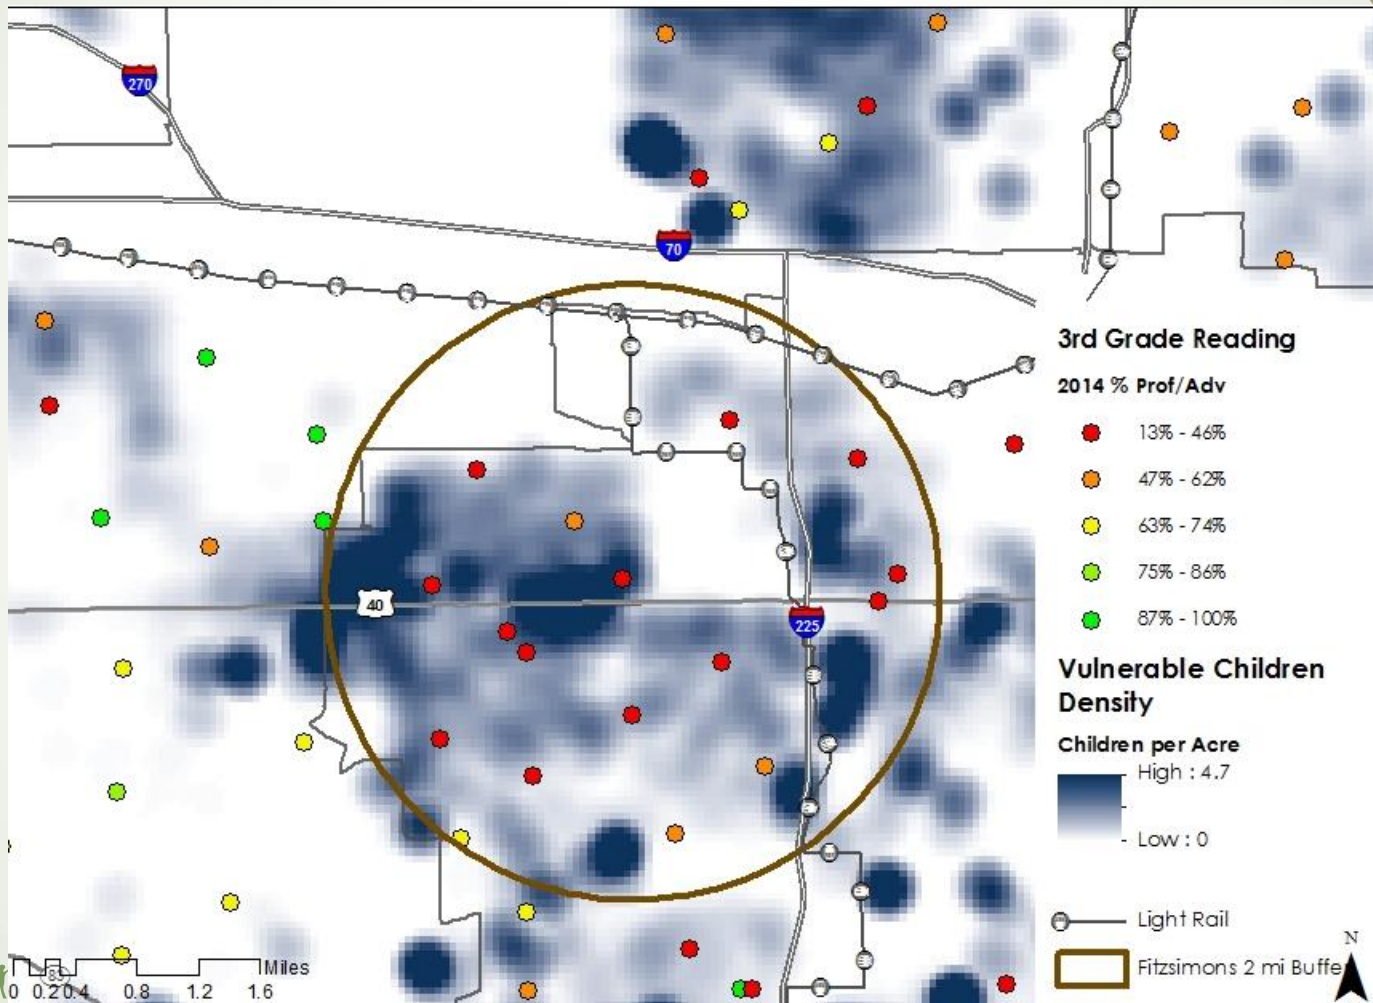 270
70
3rd Grade Reading
2014 % Prof/Adv
13% - 46%
47% - 62%
63% - 74%
75% - 86%
87% - 100%
40
225
Vulnerable Children
Density
Children per Acre
High : 4.7
Low : 0
Light Rail
N
Fitzsimons 2 mi Buffe
Miles
0 0.2 0.4 0.8 1.2 1.6